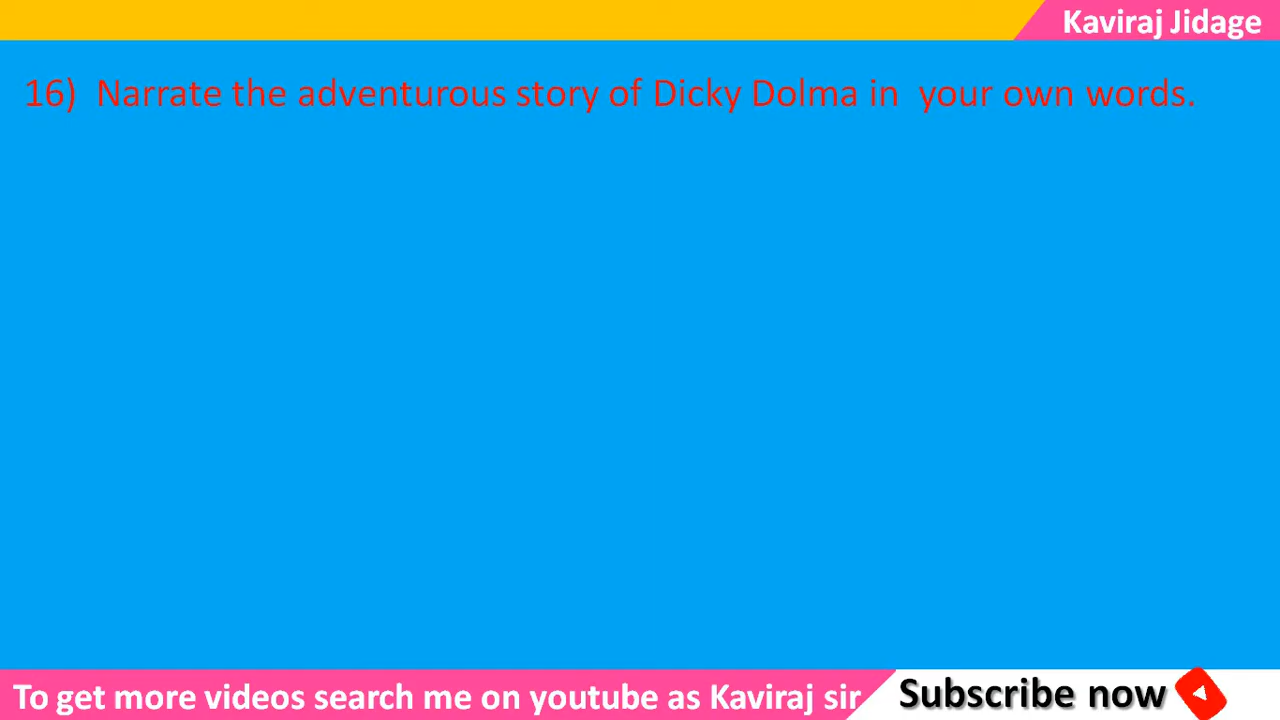 Kaviraj Jidage
16) Narrate the adventurous story of Dicky Dolma in your own words.
To get more videos search me on youtube as Kaviraj sir
Subscribe now